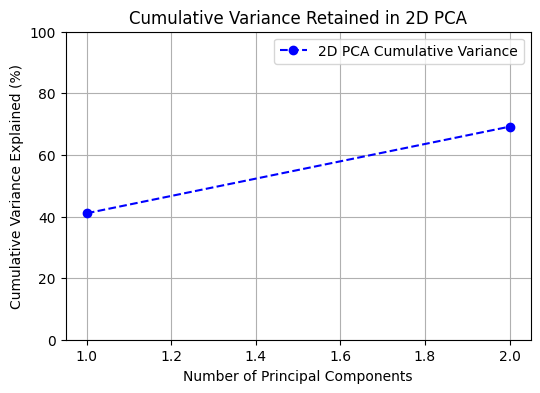 Cumulative Variance Retained in 2D PCA
2D PCA Cumulative Variance
Cumulative Variance Explained (%)
100
80
60
40
20
0
1.0 1.2 1.4 1.6 1.8 2.0
Number of Principal Components